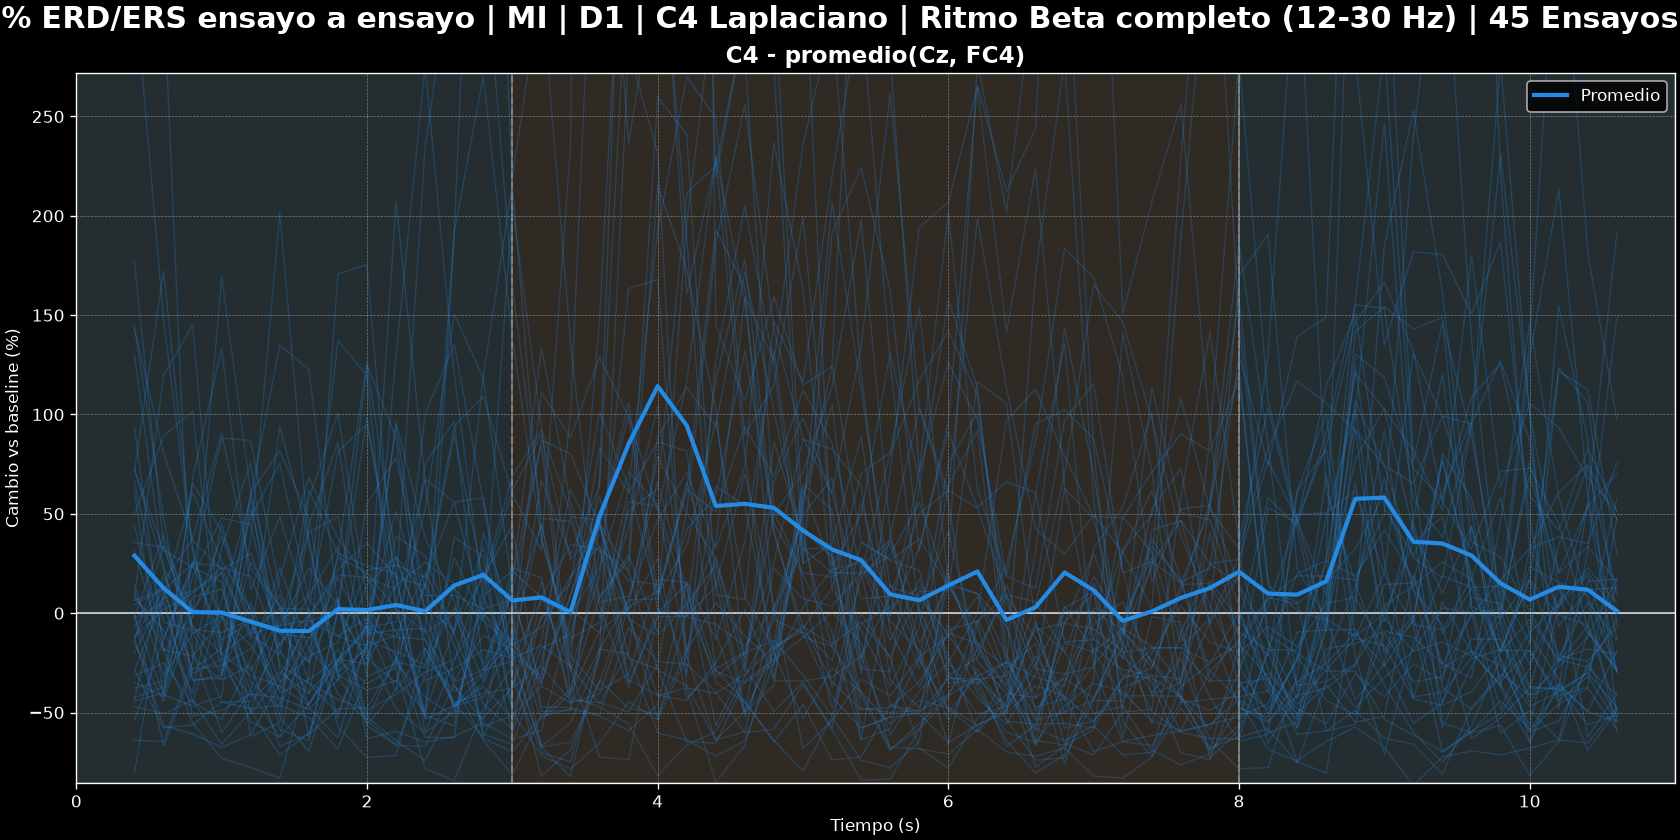 % ERD/ERS ensayo a ensayo | MI | D1 | C4 Laplaciano | Ritmo Beta completo (12-30 Hz) | 45 Ensayos
C4 - promedio(Cz, FC4)
Promedio
250
200
150
100
50
0
−50
Cambio vs baseline (%)
0 2 4 6 8 10
Tiempo (s)